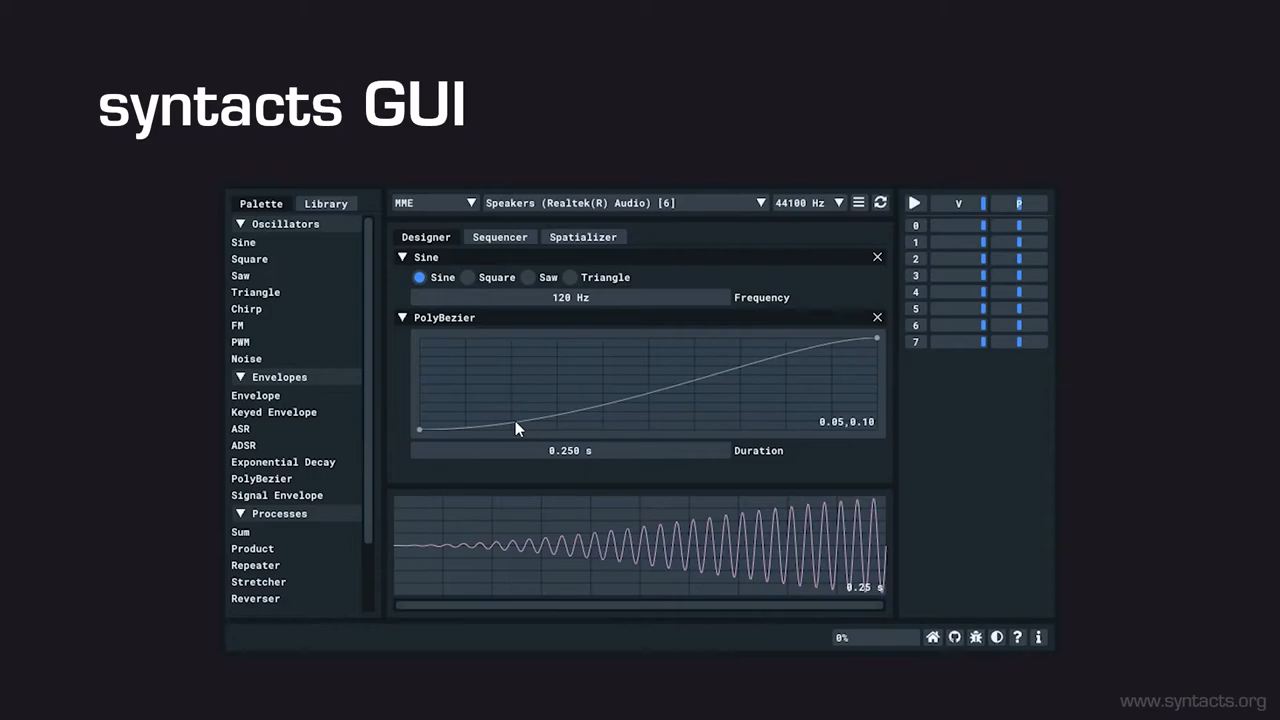 syntacts GUI
Palette Library
Oscillators
Sine
Square
Saw
Triangle
Chirp
FM
PWM
Noise
Envelopes
Envelope
Keyed Envelope
ASR
ADSR
Exponential Decay
PolyBezier
Signal Envelope
Processes
Sum
Product
Repeater
Stretcher
Reverser
MME Speakers (Realtek(R) Audio) [6] 44100 Hz
Designer Sequencer Spatializer
Sine
Sine Square Saw Triangle
120 Hz Frequency
PolyBezier
0.05,0.10
0.250 s Duration
0.25 s
V P
0
1
2
3
4
5
6
7
0% ? i
www.syntacts.org